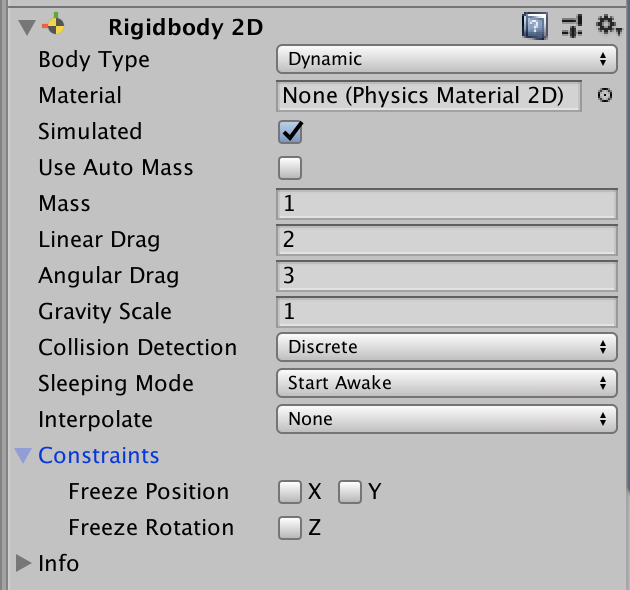 Rigidbody 2D
Body Type Dynamic
Material None (Physics Material 2D)
Simulated
Use Auto Mass
Mass 1
Linear Drag 2
Angular Drag 3
Gravity Scale 1
Collision Detection Discrete
Sleeping Mode Start Awake
Interpolate None
Constraints
Freeze Position X Y
Freeze Rotation Z
Info